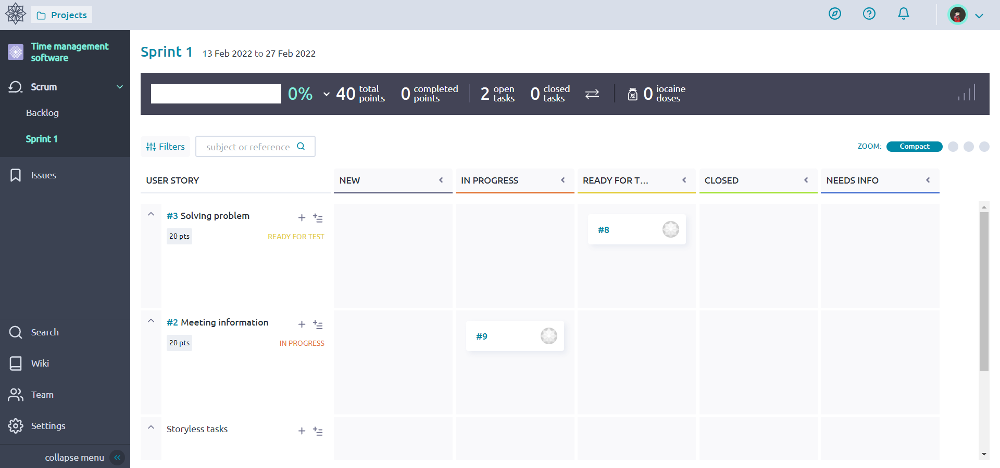 Projects
Time management
software
Scrum
Backlog
Sprint 1
Issues
Search
Wiki
Team
Settings
collapse menu
Sprint 1 13 Feb 2022 to 27 Feb 2022
0% 40 total points 0 completed points 2 open tasks 0 closed tasks 0 iocaine doses
Filters subject or reference ZOOM: Compact
USER STORY NEW IN PROGRESS READY FOR T... CLOSED NEEDS INFO
#3 Solving problem
20 pts READY FOR TEST
#8
#2 Meeting information
20 pts IN PROGRESS
#9
Storyless tasks